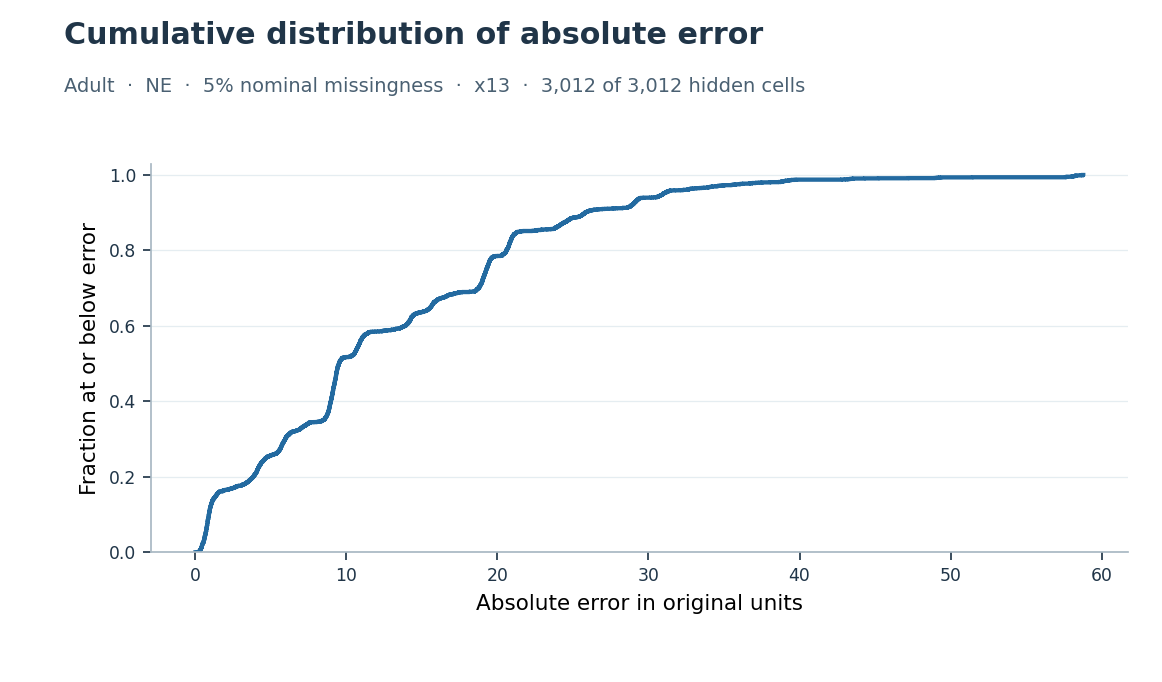 Cumulative distribution of absolute error
Adult · NE · 5% nominal missingness · x13 · 3,012 of 3,012 hidden cells
Fraction at or below error
1.0
0.8
0.6
0.4
0.2
0.0
0 10 20 30 40 50 60
Absolute error in original units